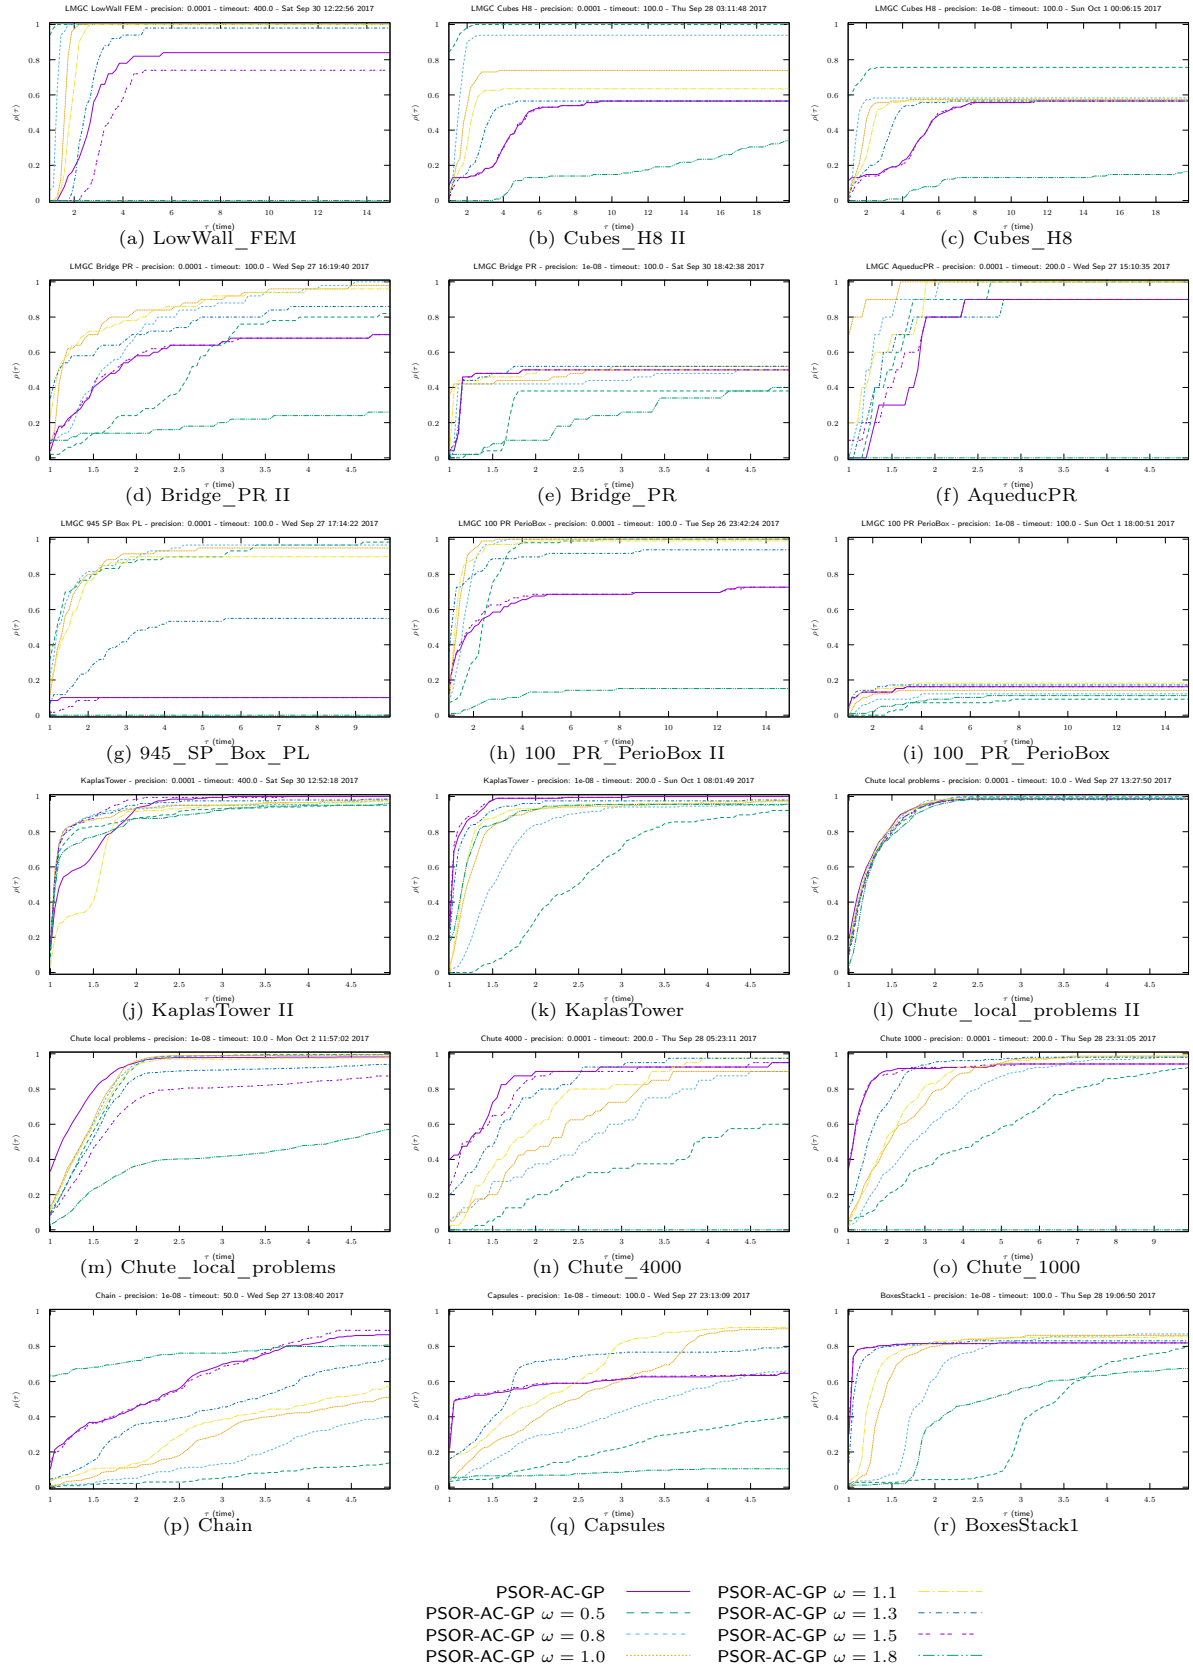 LMGC LowWall FEM - precision: 0.0001 - timeout: 400.0 - Sat Sep 30 12:22:56 2017
LMGC Cubes H8 - precision: 0.0001 - timeout: 100.0 - Thu Sep 28 03:11:48 2017
LMGC Cubes H8 - precision: 1e-08 - timeout: 100.0 - Sun Oct 1 00:06:15 2017
(a) LowWall_FEM
(b) Cubes_H8 II
(c) Cubes_H8
LMGC Bridge PR - precision: 0.0001 - timeout: 100.0 - Wed Sep 27 16:19:40 2017
LMGC Bridge PR - precision: 1e-08 - timeout: 100.0 - Sat Sep 30 18:42:38 2017
LMGC AqueducPR - precision: 0.0001 - timeout: 200.0 - Wed Sep 27 15:10:35 2017
(d) Bridge_PR II
(e) Bridge_PR
(f) AqueducPR
LMGC 945 SP Box PL - precision: 0.0001 - timeout: 100.0 - Wed Sep 27 17:14:22 2017
LMGC 100 PR PerioBox - precision: 0.0001 - timeout: 100.0 - Tue Sep 26 23:42:24 2017
LMGC 100 PR PerioBox - precision: 1e-08 - timeout: 100.0 - Sun Oct 1 18:00:51 2017
(g) 945_SP_Box_PL
(h) 100_PR_PerioBox II
(i) 100_PR_PerioBox
KaplasTower - precision: 0.0001 - timeout: 400.0 - Sat Sep 30 12:52:18 2017
KaplasTower - precision: 1e-08 - timeout: 200.0 - Sun Oct 1 08:01:49 2017
Chute local problems - precision: 0.0001 - timeout: 10.0 - Wed Sep 27 13:27:50 2017
(j) KaplasTower II
(k) KaplasTower
(l) Chute_local_problems II
Chute local problems - precision: 1e-08 - timeout: 10.0 - Mon Oct 2 11:57:02 2017
Chute 4000 - precision: 0.0001 - timeout: 200.0 - Thu Sep 28 05:23:11 2017
Chute 1000 - precision: 0.0001 - timeout: 200.0 - Thu Sep 28 23:31:05 2017
(m) Chute_local_problems
(n) Chute_4000
(o) Chute_1000
Chain - precision: 1e-08 - timeout: 50.0 - Wed Sep 27 13:08:40 2017
Capsules - precision: 1e-08 - timeout: 100.0 - Wed Sep 27 23:13:09 2017
BoxesStack1 - precision: 1e-08 - timeout: 100.0 - Thu Sep 28 19:06:50 2017
ρ(τ)
τ (time)
(p) Chain
(q) Capsules
(r) BoxesStack1
PSOR-AC-GP
PSOR-AC-GP ω = 0.5
PSOR-AC-GP ω = 0.8
PSOR-AC-GP ω = 1.0
PSOR-AC-GP ω = 1.1
PSOR-AC-GP ω = 1.3
PSOR-AC-GP ω = 1.5
PSOR-AC-GP ω = 1.8